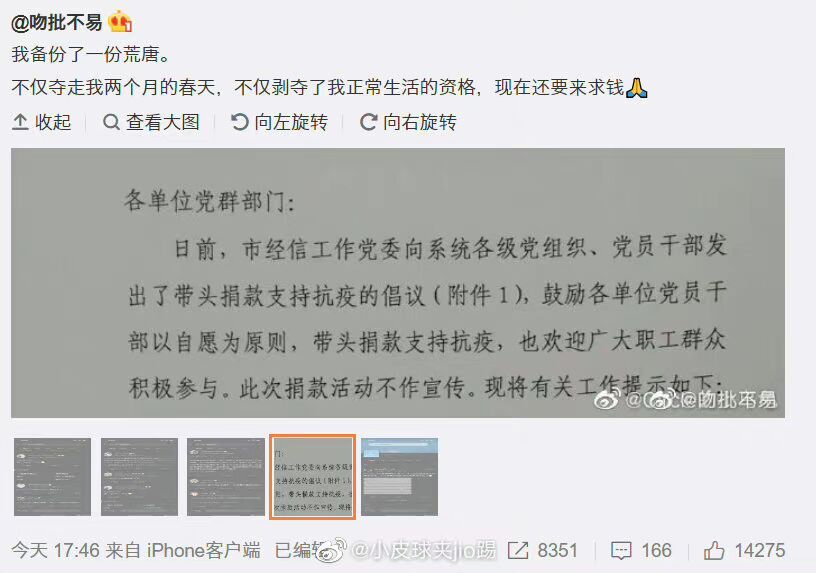 @吻批不易
我备份了一份荒唐。
不仅夺走我两个月的春天，不仅剥夺了我正常生活的资格，现在还要来求钱🙏
收起 查看大图 向左旋转 向右旋转
各单位党群部门：
日前，市经信工作党委向系统各级党组织、党员干部发
出了带头捐款支持抗疫的倡议（附件1），鼓励各单位党员干
部以自愿为原则，带头捐款支持抗疫，也欢迎广大职工群众
积极参与。此次捐款活动不作宣传。现将有关工作提示如下：
@吻批不易
今天 17:46 来自 iPhone客户端 已编辑 8351 166 14275
@小皮球夹jio踢